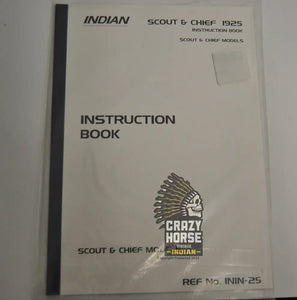 INDIAN
SCOUT & CHIEF 1925
INSTRUCTION BOOK
SCOUT & CHIEF MODELS
INSTRUCTION
BOOK
CRAZY
HORSE
INDIAN
SCOUT & CHIEF MO
REF No. ININ-25